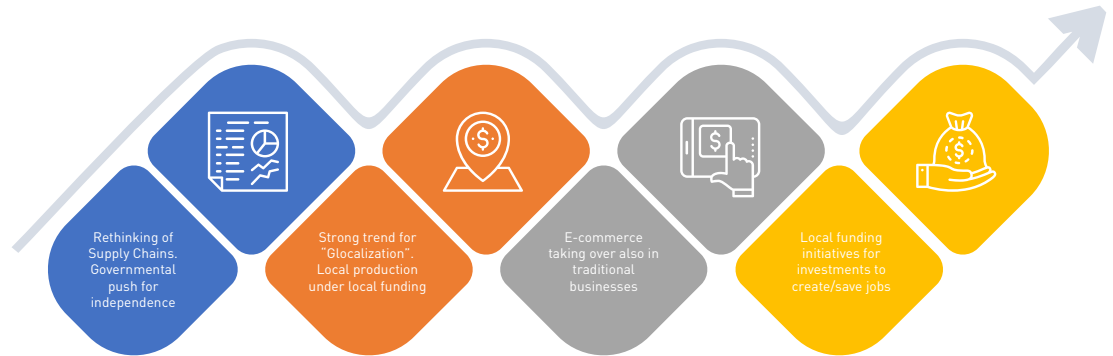 Rethinking of
Supply Chains.
Governmental
push for
independence
Strong trend for
"Glocalization".
Local production
under local funding
E-commerce
taking over also in
traditional
businesses
Local funding
initiatives for
investments to
create/save jobs
$
$
$